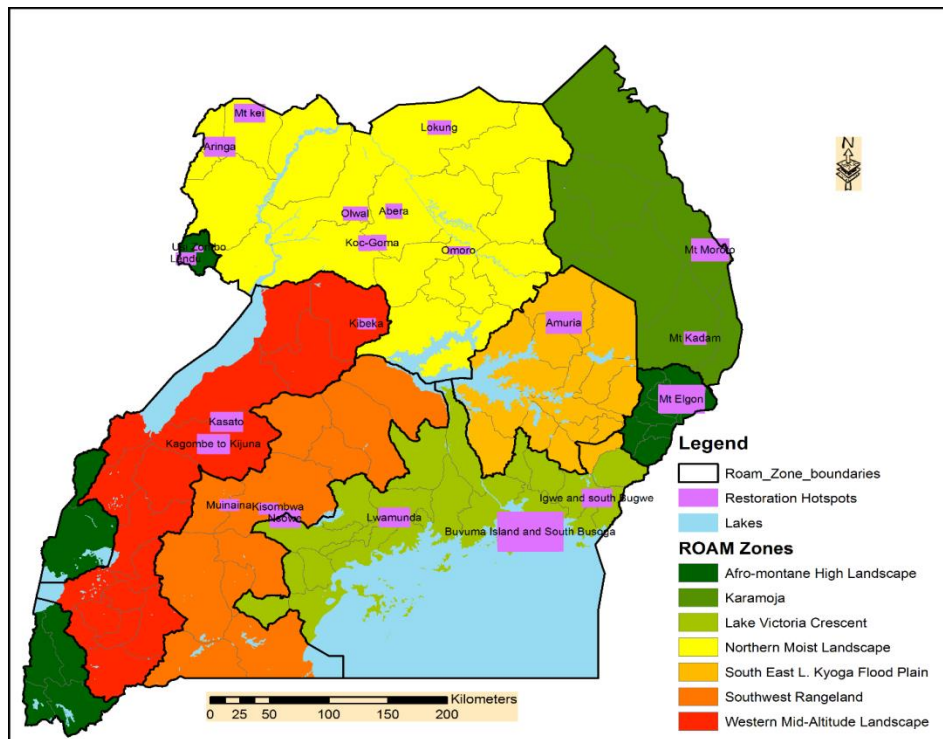 Mt kei
Lokung
Aringa
N
Olwal
Abera
Koc-Goma
Omoro
Lendu
Mt Moroto
Kibeka
Amuria
Mt Kadam
Mt Elgon
Kasato
Kagombe to Kijuna
Muinaina
Kisombwa
Nsowe
Lwamunda
Igwe and south Bugwe
Buvuma Island and South Busoga
Legend
Roam_Zone_boundaries
Restoration Hotspots
Lakes
ROAM Zones
Afro-montane High Landscape
Karamoja
Lake Victoria Crescent
Northern Moist Landscape
South East L. Kyoga Flood Plain
Southwest Rangeland
Western Mid-Altitude Landscape
Kilometers
0 25 50 100 150 200